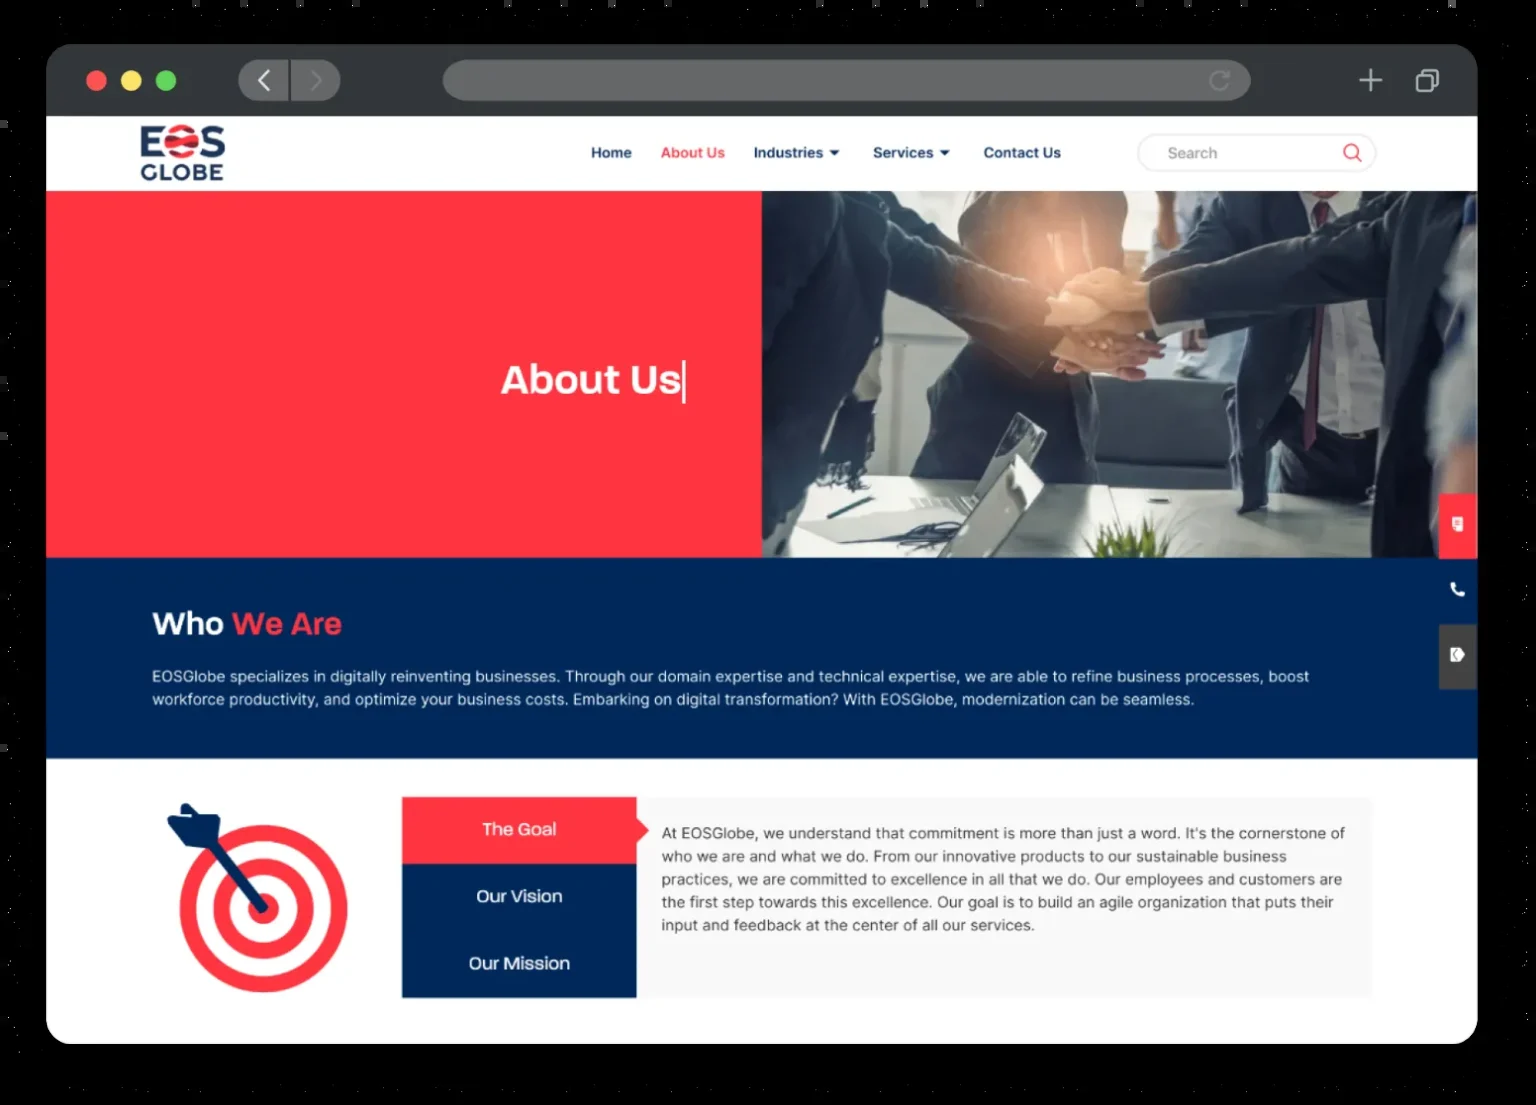 EOS
GLOBE
Home
About Us
Industries
Services
Contact Us
Search
About Us
Who We Are
EOSGlobe specializes in digitally reinventing businesses. Through our domain expertise and technical expertise, we are able to refine business processes, boost
workforce productivity, and optimize your business costs. Embarking on digital transformation? With EOSGlobe, modernization can be seamless.
The Goal
Our Vision
Our Mission
At EOSGlobe, we understand that commitment is more than just a word. It's the cornerstone of
who we are and what we do. From our innovative products to our sustainable business
practices, we are committed to excellence in all that we do. Our employees and customers are
the first step towards this excellence. Our goal is to build an agile organization that puts their
input and feedback at the center of all our services.